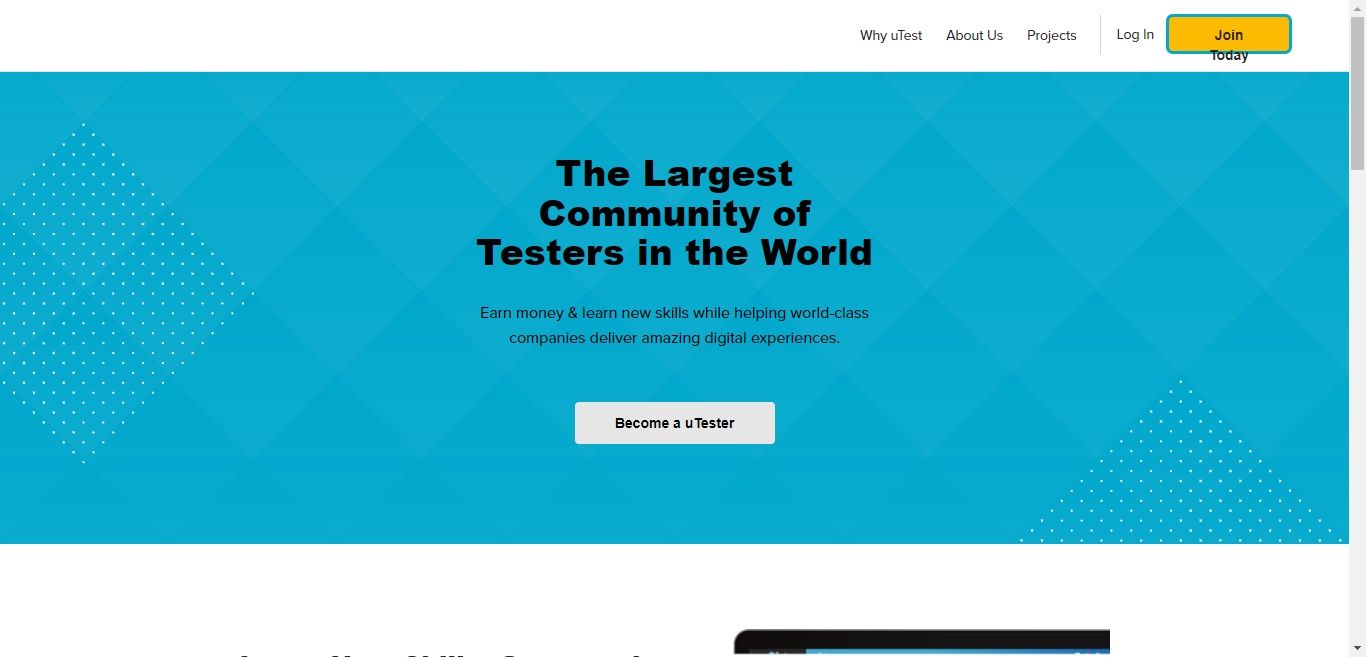 Why uTest
About Us
Projects
Log In
Join
Today
The Largest
Community of
Testers in the World
Earn money & learn new skills while helping world-class
companies deliver amazing digital experiences.
Become a uTester